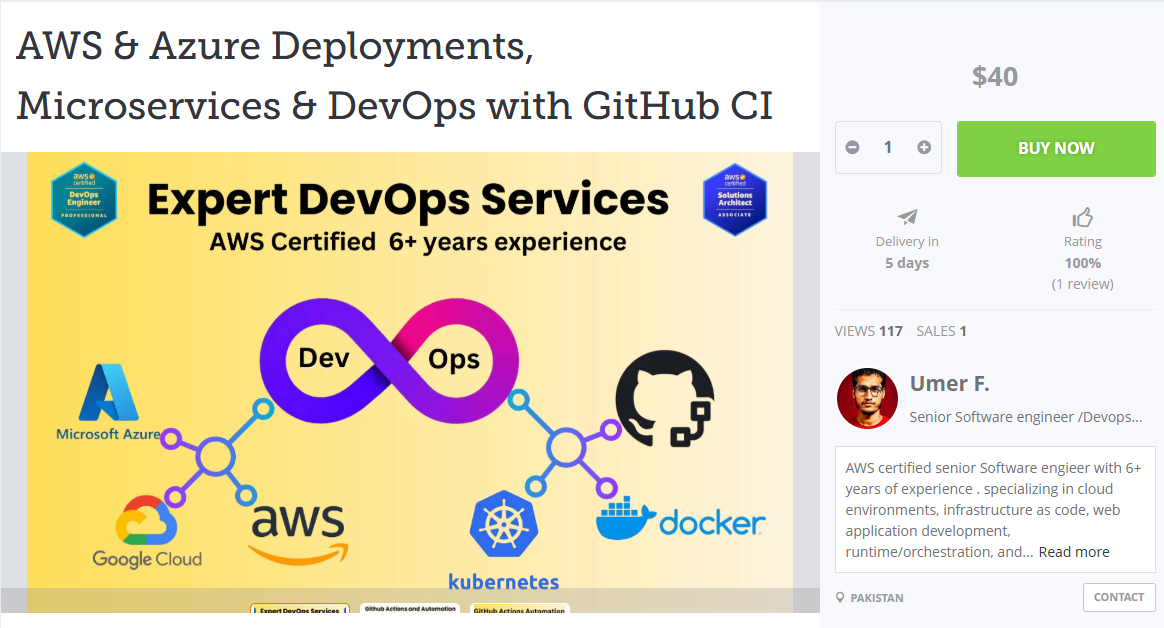 AWS & Azure Deployments,
Microservices & DevOps with GitHub CI
aws
certified
DevOps
Engineer
PROFESSIONAL
Expert DevOps Services
AWS Certified 6+ years experience
aws
certified
Solutions
Architect
ASSOCIATE
Dev
Ops
Microsoft Azure
Google Cloud
aws
kubernetes
docker
Expert DevOps Services
Github Actions and Automation
GitHub Actions Automation
$40
1
BUY NOW
Delivery in
5 days
Rating
100%
(1 review)
VIEWS 117 SALES 1
Umer F.
Senior Software engineer /Devops...
AWS certified senior Software engieer with 6+
years of experience . specializing in cloud
environments, infrastructure as code, web
application development,
runtime/orchestration, and... Read more
PAKISTAN
CONTACT